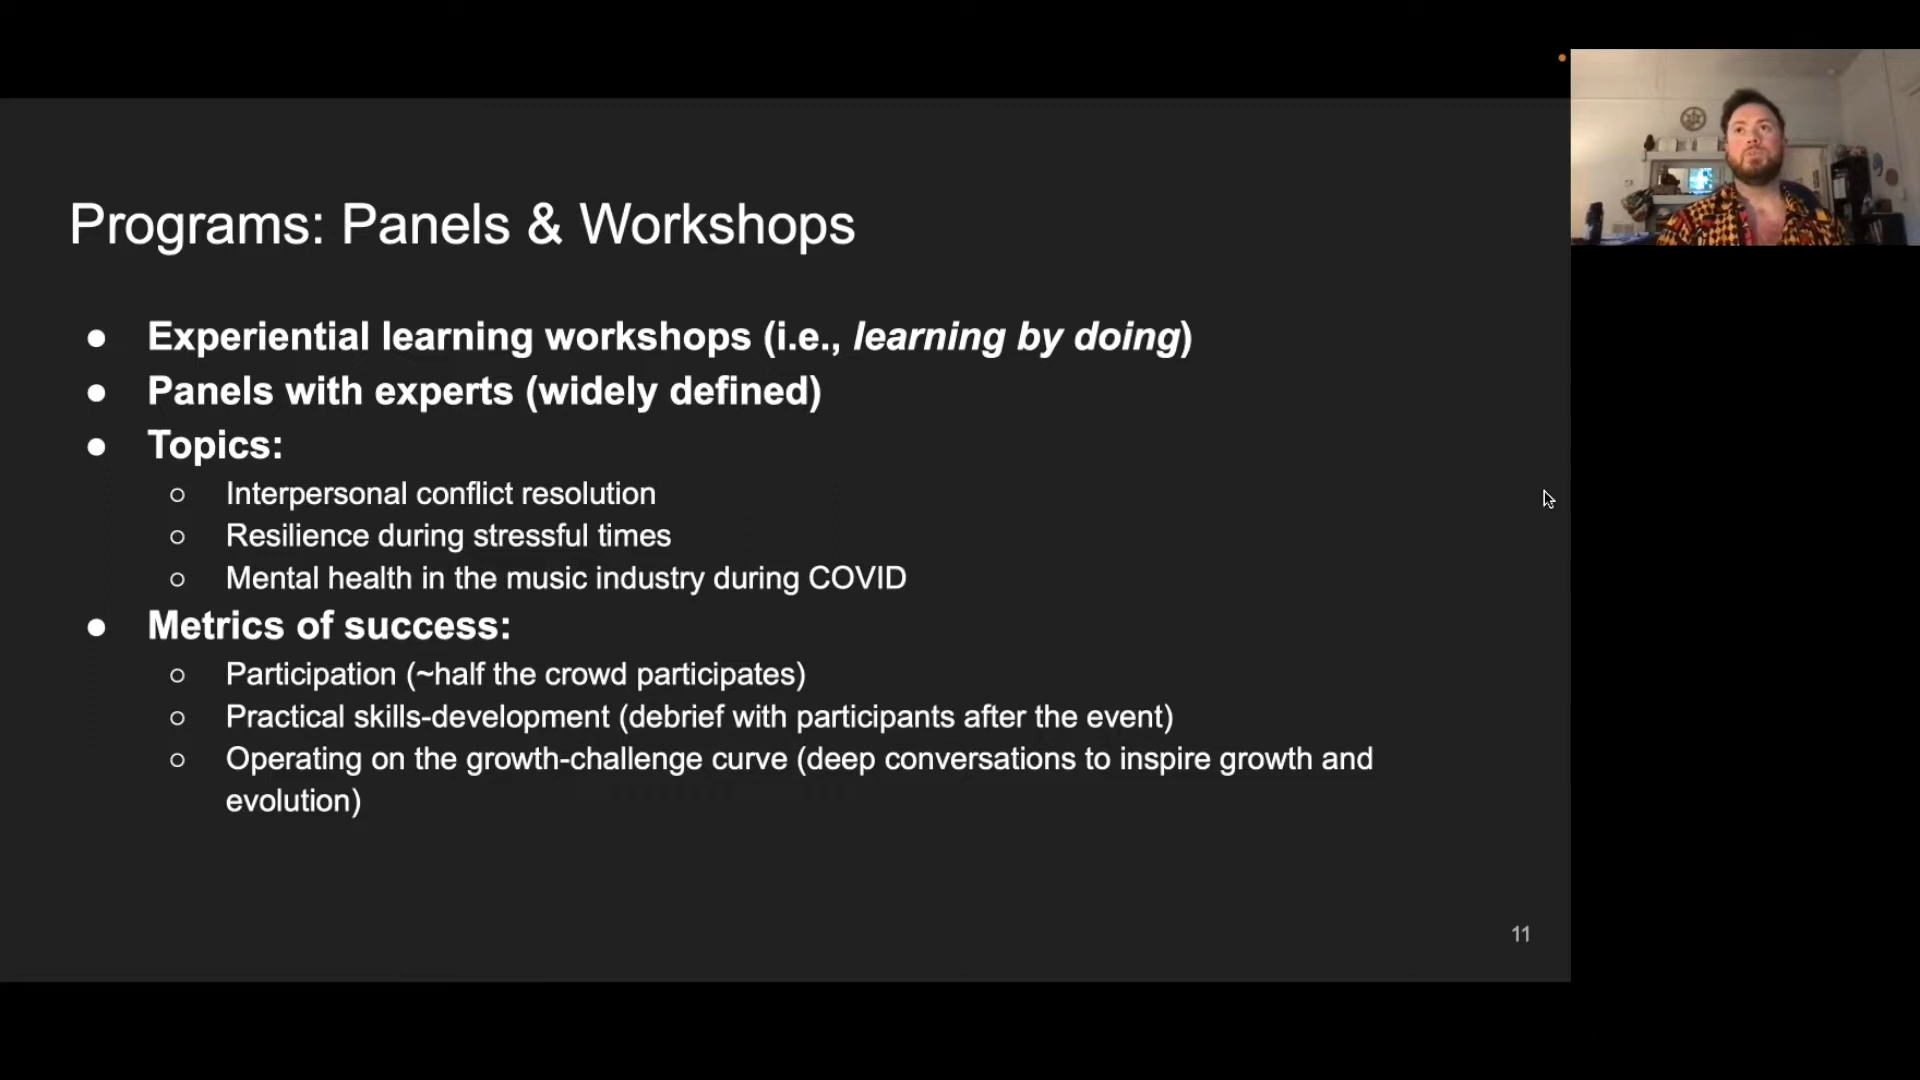 Programs: Panels & Workshops
● Experiential learning workshops (i.e., learning by doing)
● Panels with experts (widely defined)
● Topics:
○ Interpersonal conflict resolution
○ Resilience during stressful times
○ Mental health in the music industry during COVID
● Metrics of success:
○ Participation (~half the crowd participates)
○ Practical skills-development (debrief with participants after the event)
○ Operating on the growth-challenge curve (deep conversations to inspire growth and
evolution)
11